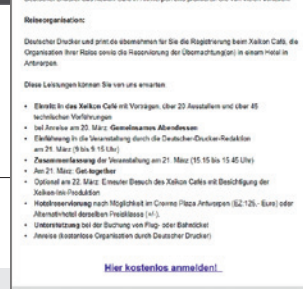 Reiseorganisation:
Deutscher Drucker und print.de übernehmen für Sie die Registrierung beim Xeikon Café, die
Organisation Ihrer Reise sowie die Reservierung der Übernachtung(en) in einem Hotel in
Antwerpen.
Diese Leistungen können Sie von uns erwarten:
• Eintritt in das Xeikon Café mit Vorträgen, über 20 Ausstellern und über 45
technischen Vorführungen
• bei Anreise am 20. März: Gemeinsames Abendessen
• Einführung in die Veranstaltung durch die Deutscher-Drucker-Redaktion
am 21. März (9 bis 9:15 Uhr)
• Zusammenfassung der Veranstaltung am 21. März (15.15 bis 15.45 Uhr)
• Am 21. März: Get-together
• Optional am 22. März: Erneuter Besuch des Xeikon Cafés mit Besichtigung der
Xeikon-Ink-Produktion
• Hotelreservierung nach Möglichkeit im Crowne Plaza Antwerpen (EZ:125,- Euro) oder
Alternativhotel derselben Preisklasse (+/-).
• Unterstützung bei der Buchung von Flug- oder Bahnticket
• Anreise (kostenlose Organisation durch Deutscher Drucker)
Hier kostenlos anmelden!